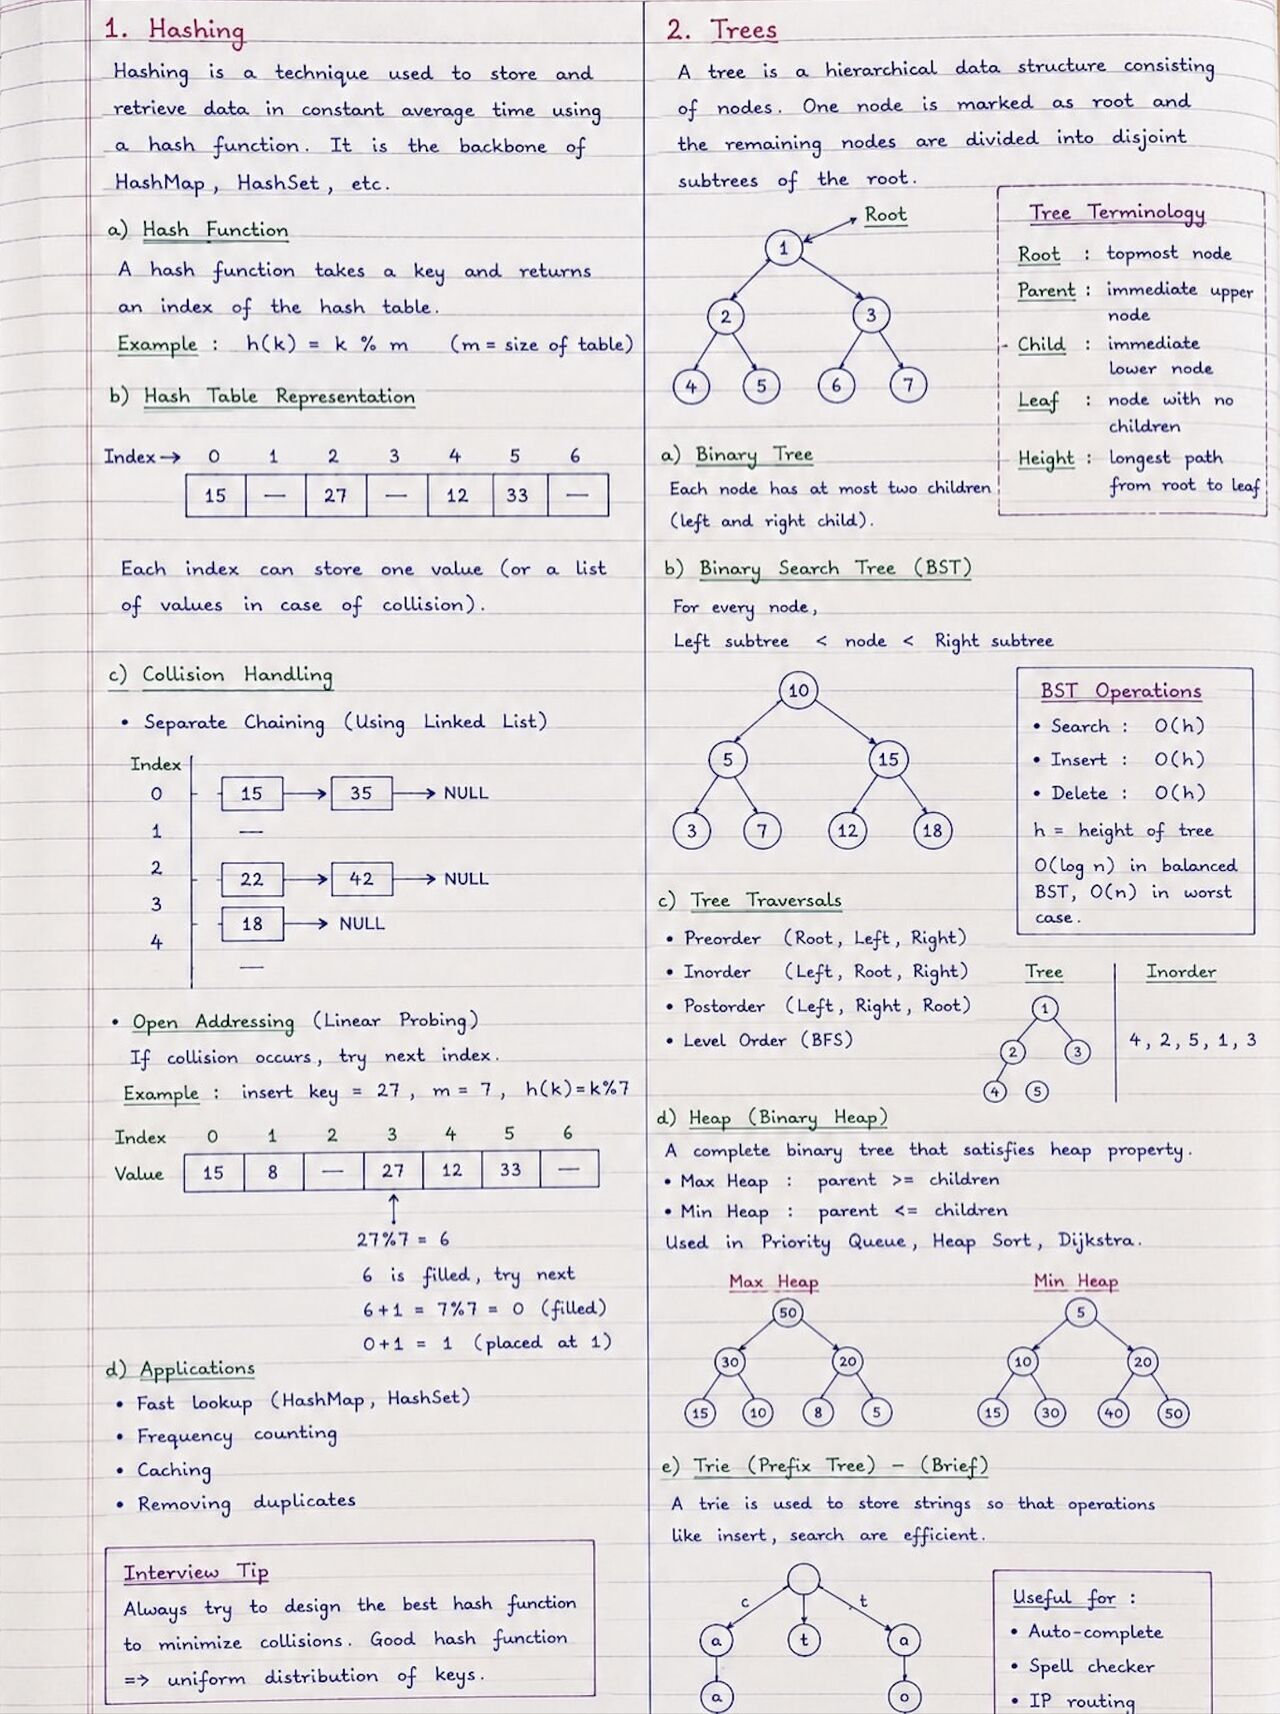 1. Hashing
Hashing is a technique used to store and
retrieve data in constant average time using
a hash function. It is the backbone of
HashMap, HashSet, etc.
a) Hash Function
A hash function takes a key and returns
an index of the hash table.
Example : h(k) = k % m (m = size of table)
b) Hash Table Representation
Index → 0 1 2 3 4 5 6
15 — 27 — 12 33 —
Each index can store one value (or a list
of values in case of collision).
c) Collision Handling
• Separate Chaining (Using Linked List)
Index
0 15 → 35 → NULL
1 —
2 22 → 42 → NULL
3 18 → NULL
4 —
• Open Addressing (Linear Probing)
If collision occurs, try next index.
Example : insert key = 27, m = 7, h(k)=k%7
Index 0 1 2 3 4 5 6
Value 15 8 — 27 12 33 —
↑
27%7 = 6
6 is filled, try next
6+1 = 7%7 = 0 (filled)
0+1 = 1 (placed at 1)
d) Applications
• Fast lookup (HashMap, HashSet)
• Frequency counting
• Caching
• Removing duplicates
Interview Tip
Always try to design the best hash function
to minimize collisions. Good hash function
=> uniform distribution of keys.
2. Trees
A tree is a hierarchical data structure consisting
of nodes. One node is marked as root and
the remaining nodes are divided into disjoint
subtrees of the root.
Root
1
2 3
4 5 6 7
Tree Terminology
Root : topmost node
Parent : immediate upper
node
- Child : immediate
lower node
Leaf : node with no
children
Height : longest path
from root to leaf
a) Binary Tree
Each node has at most two children
(left and right child).
b) Binary Search Tree (BST)
For every node,
Left subtree < node < Right subtree
10
5 15
3 7 12 18
BST Operations
• Search : O(h)
• Insert : O(h)
• Delete : O(h)
h = height of tree
O(log n) in balanced
BST, O(n) in worst
case.
c) Tree Traversals
• Preorder (Root, Left, Right)
• Inorder (Left, Root, Right)
• Postorder (Left, Right, Root)
• Level Order (BFS)
Tree Inorder
1
2 3
4 5
4, 2, 5, 1, 3
d) Heap (Binary Heap)
A complete binary tree that satisfies heap property.
• Max Heap : parent >= children
• Min Heap : parent <= children
Used in Priority Queue, Heap Sort, Dijkstra.
Max Heap
50
30 20
15 10 8 5
Min Heap
5
10 20
15 30 40 50
e) Trie (Prefix Tree) - (Brief)
A trie is used to store strings so that operations
like insert, search are efficient.
c t
a t a
a o
Useful for :
• Auto-complete
• Spell checker
• IP routing